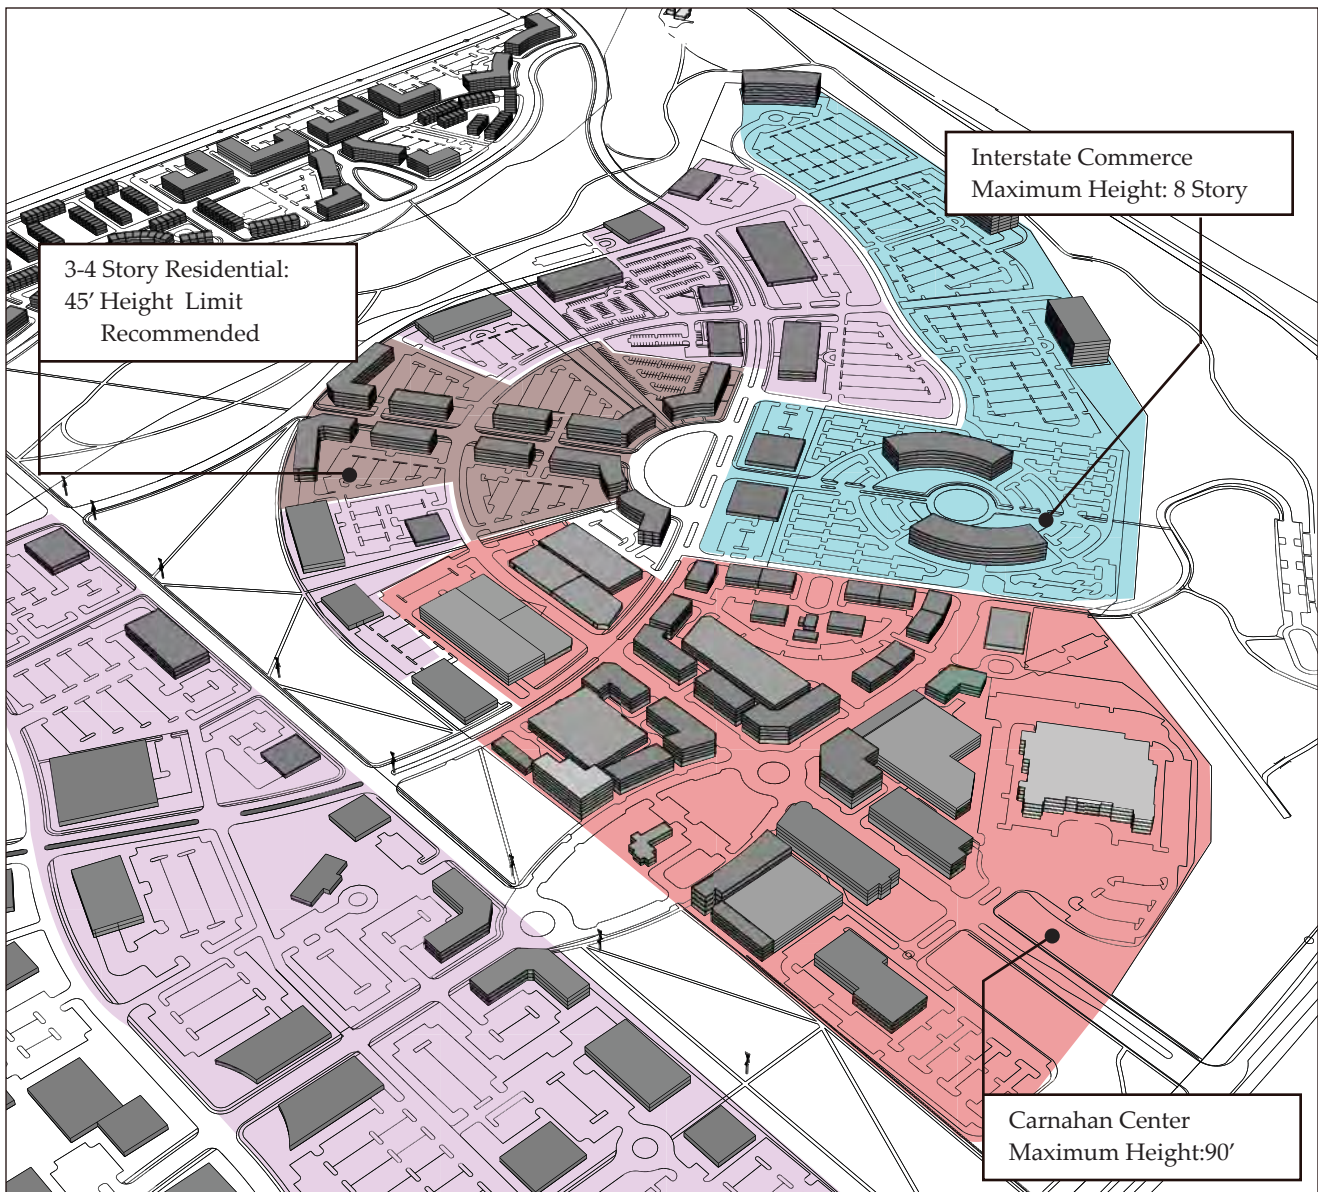 Interstate Commerce
Maximum Height: 8 Story
3-4 Story Residential:
45′ Height Limit
Recommended
Carnahan Center
Maximum Height:90′